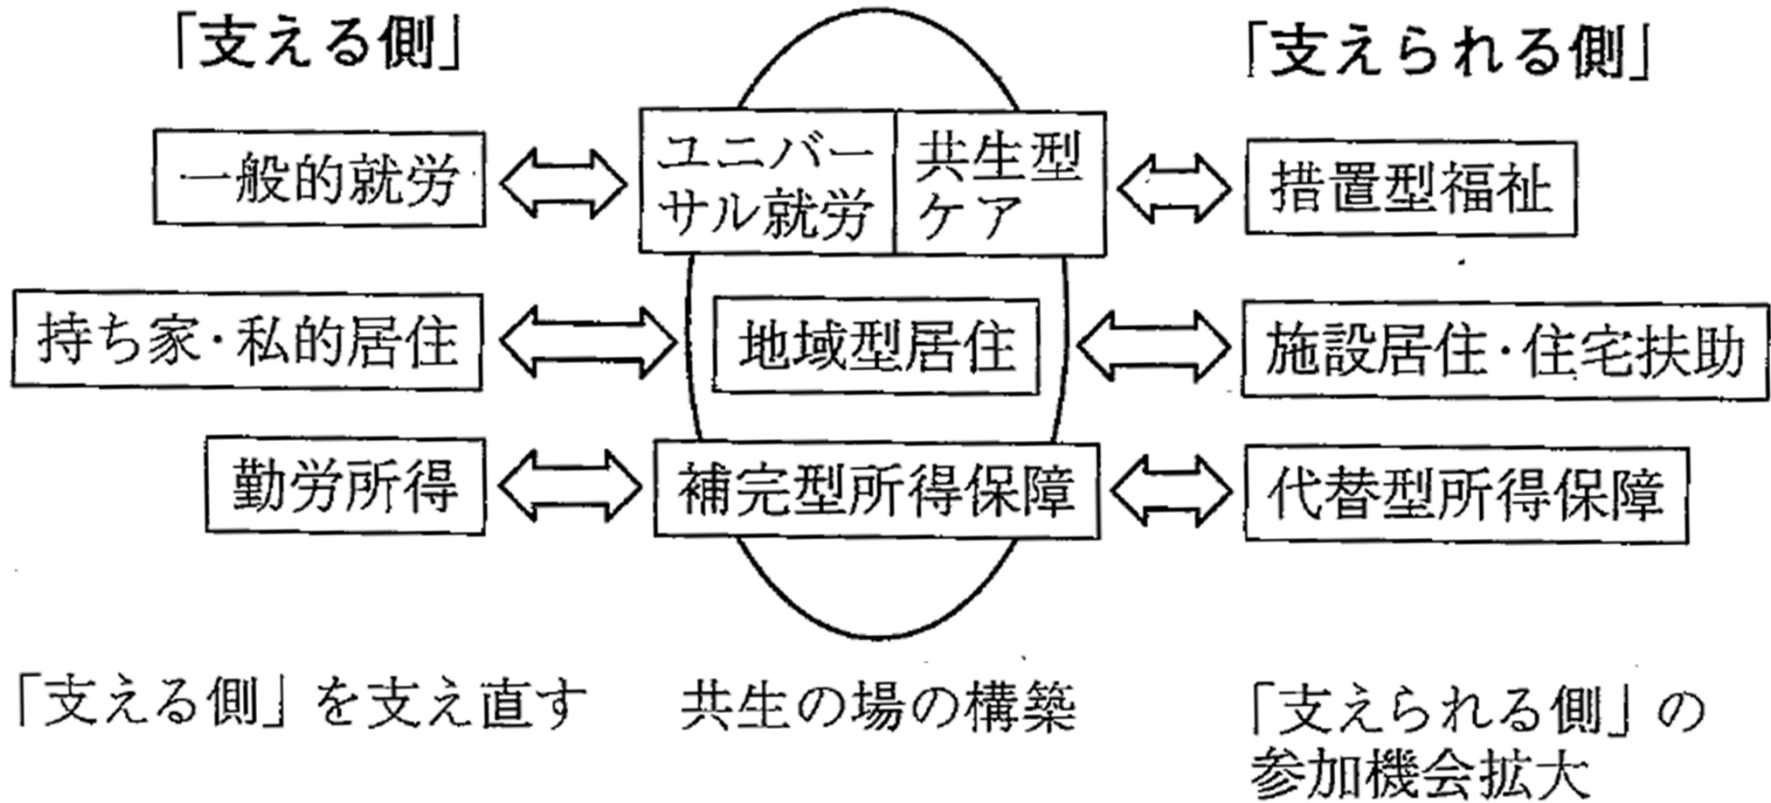 「支える側」
「支えられる側」
一般的就労
ユニバー
サル就労
共生型
ケア
措置型福祉
持ち家・私的居住
地域型居住
施設居住・住宅扶助
勤労所得
補完型所得保障
代替型所得保障
「支える側」を支え直す
共生の場の構築
「支えられる側」の
参加機会拡大